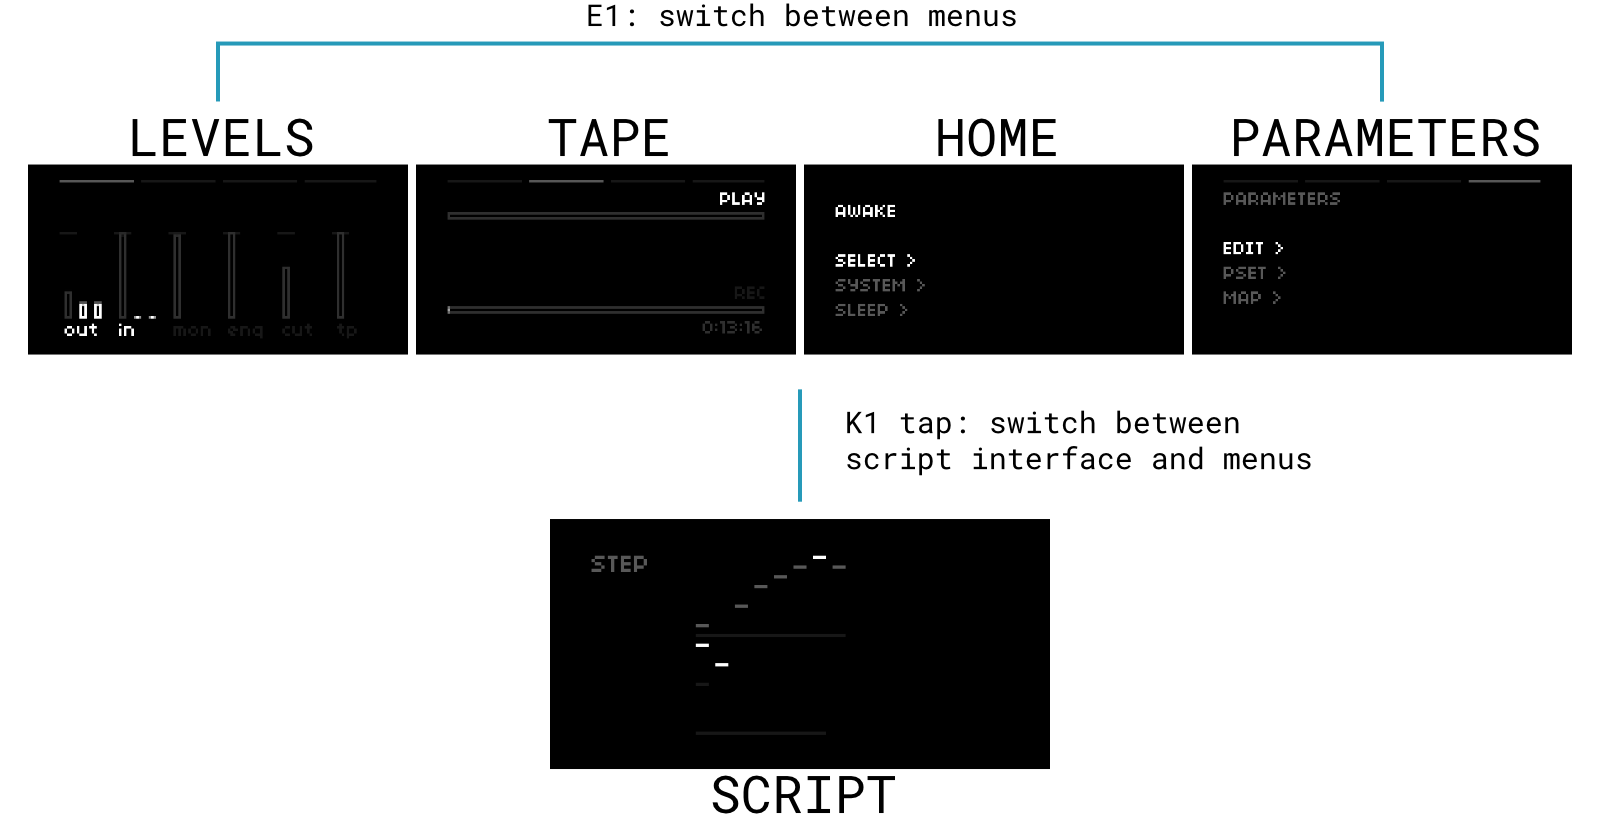 E1: switch between menus
LEVELS
TAPE
HOME
PARAMETERS
out in mon eng cut tp
PLAY
REC
0:13:16
AWAKE
SELECT >
SYSTEM >
SLEEP >
PARAMETERS
EDIT >
PSET >
MAP >
K1 tap: switch between
script interface and menus
STEP
SCRIPT